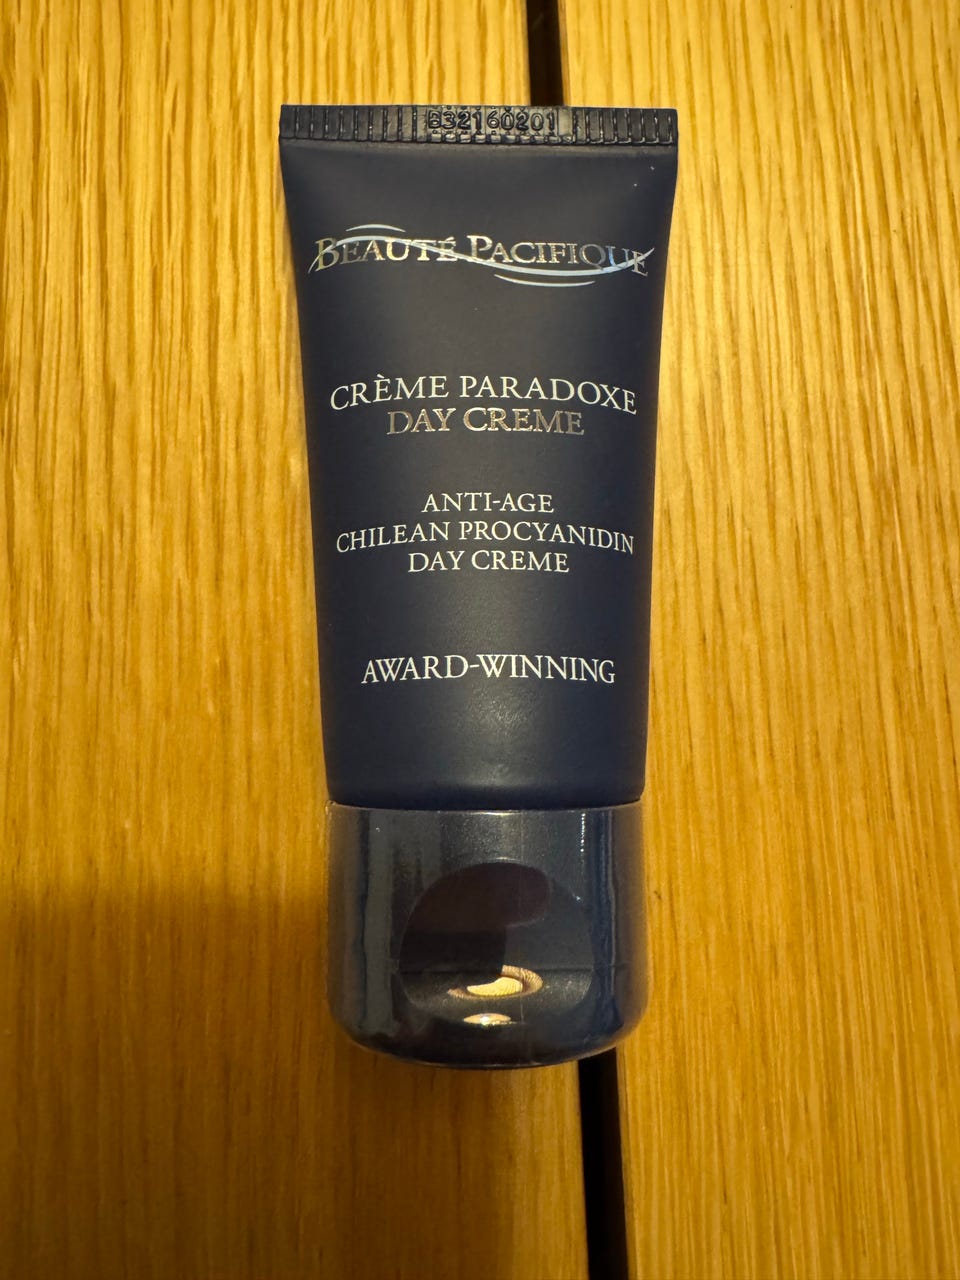 B32160201
BEAUTÉ PACIFIQUE
CRÈME PARADOXE
DAY CREME
ANTI-AGE
CHILEAN PROCYANIDIN
DAY CREME
AWARD-WINNING